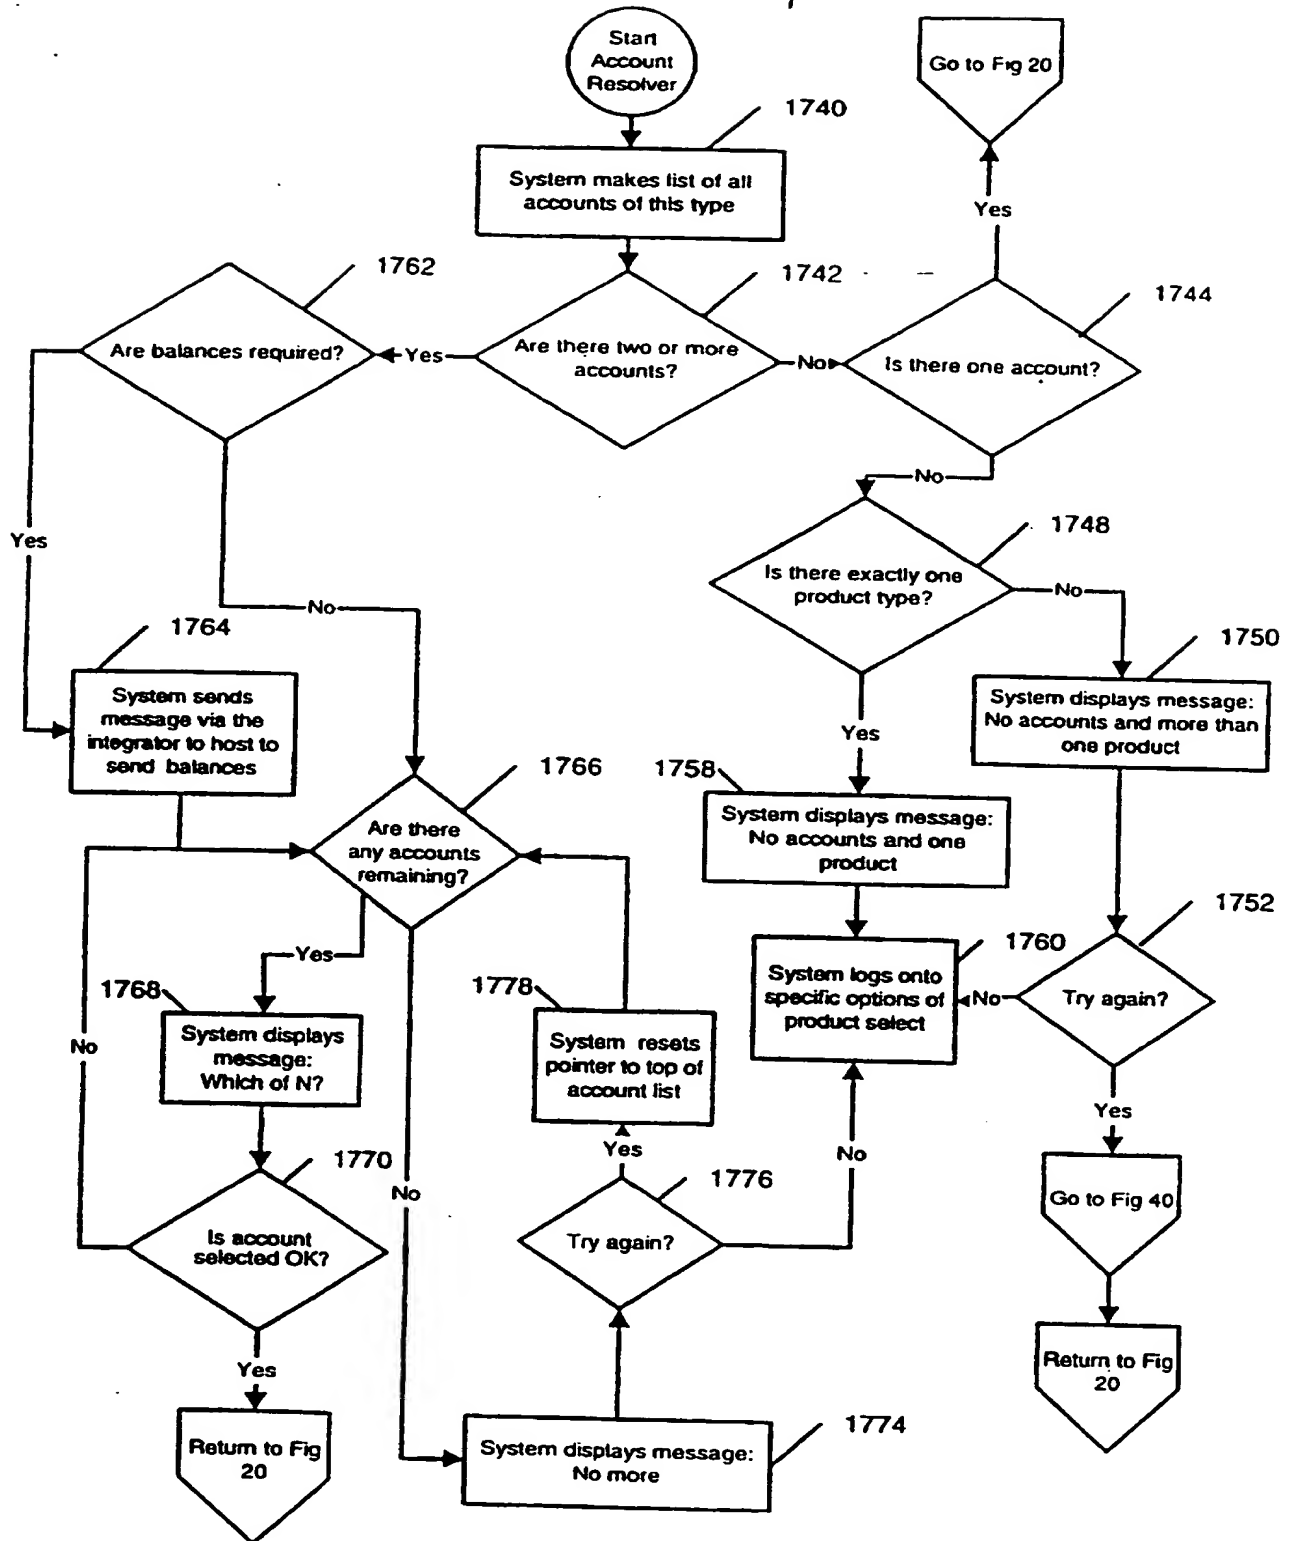 Start
Account
Resolver
Go to Fig 20
1740
System makes list of all
accounts of this type
Yes
1762
1742
1744
Are balances required?
Yes
Are there two or more
accounts?
No
Is there one account?
No
1748
Yes
Is there exactly one
product type?
No
No
1764
1750
System sends
message via the
integrator to host to
send balances
System displays message:
No accounts and more than
one product
Yes
1766
1758
System displays message:
No accounts and one
product
Are there
any accounts
remaining?
1752
1760
Yes
System logs onto
specific options of
product select
No
Try again?
1768
1778
System displays
message:
Which of N?
System resets
pointer to top of
account list
No
Yes
Yes
No
1770
1776
No
Go to Fig 40
Is account
selected OK?
Try again?
Yes
Return to Fig
20
1774
Return to Fig
20
System displays message:
No more